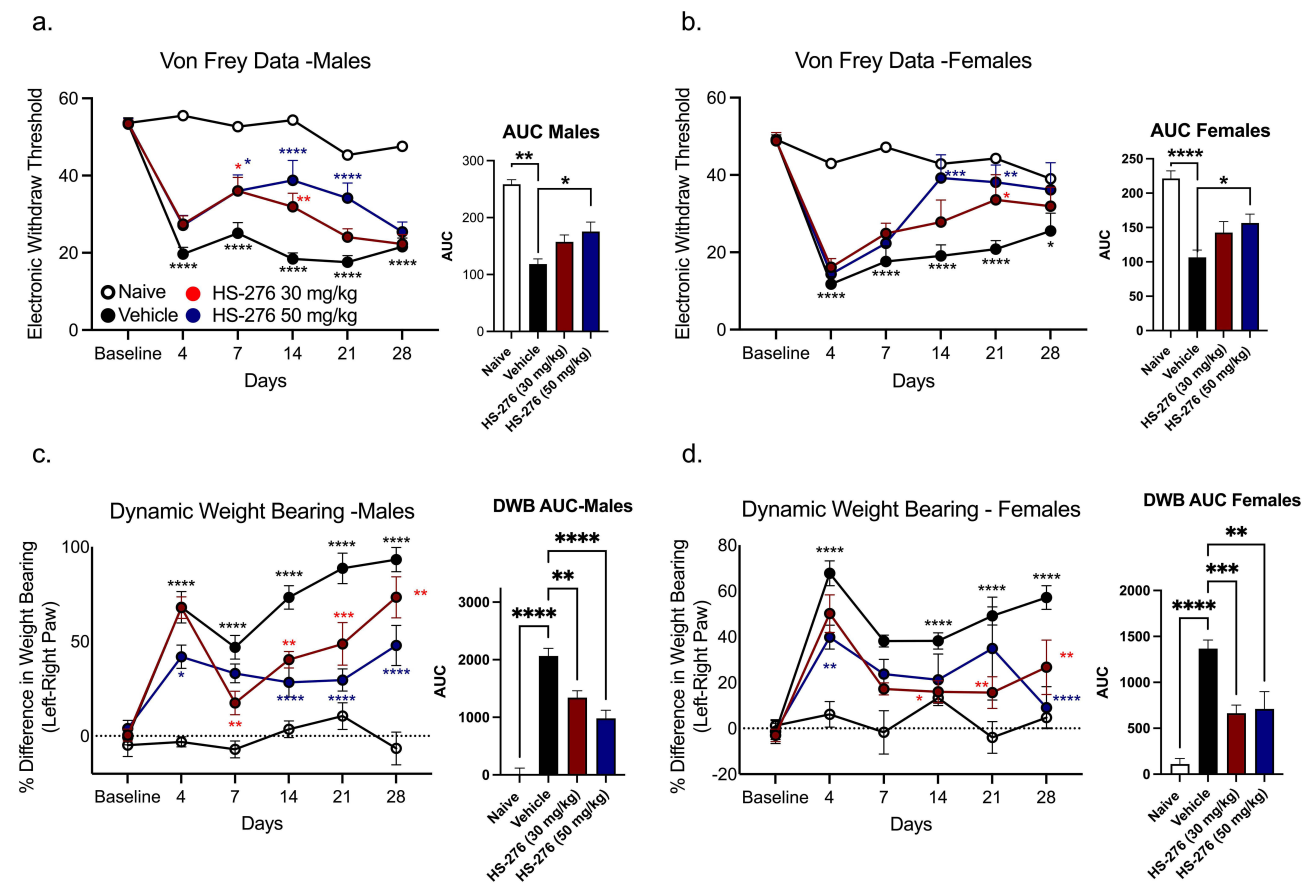 a.
Von Frey Data -Males
Electronic Withdraw Threshold
60
40
20
0
* *
****
****
**
****
****
****
****
****
****
Naive
HS-276 30 mg/kg
Vehicle
HS-276 50 mg/kg
Baseline 4 7 14 21 28
Days
AUC Males
AUC
300
200
100
0
**
*
Naive
Vehicle
HS-276 (30 mg/kg)
HS-276 (50 mg/kg)
b.
Von Frey Data -Females
Electronic Withdraw Threshold
60
40
20
0
***
**
*
****
****
****
****
*
Baseline 4 7 14 21 28
Days
AUC Females
AUC
250
200
150
100
50
0
****
*
Naive
Vehicle
HS-276 (30 mg/kg)
HS-276 (50 mg/kg)
c.
Dynamic Weight Bearing -Males
% Difference in Weight Bearing
(Left-Right Paw)
100
50
0
****
****
****
****
****
**
***
**
*
**
****
****
****
Baseline 4 7 14 21 28
Days
DWB AUC-Males
AUC
3000
2000
1000
0
****
**
****
Naive
Vehicle
HS-276 (30 mg/kg)
HS-276 (50 mg/kg)
d.
Dynamic Weight Bearing - Females
% Difference in Weight Bearing
(Left-Right Paw)
80
60
40
20
0
-20
****
****
****
****
**
**
*
**
****
Baseline 4 7 14 21 28
Days
DWB AUC Females
AUC
2000
1500
1000
500
0
**
***
****
Naive
Vehicle
HS-276 (30 mg/kg)
HS-276 (50 mg/kg)